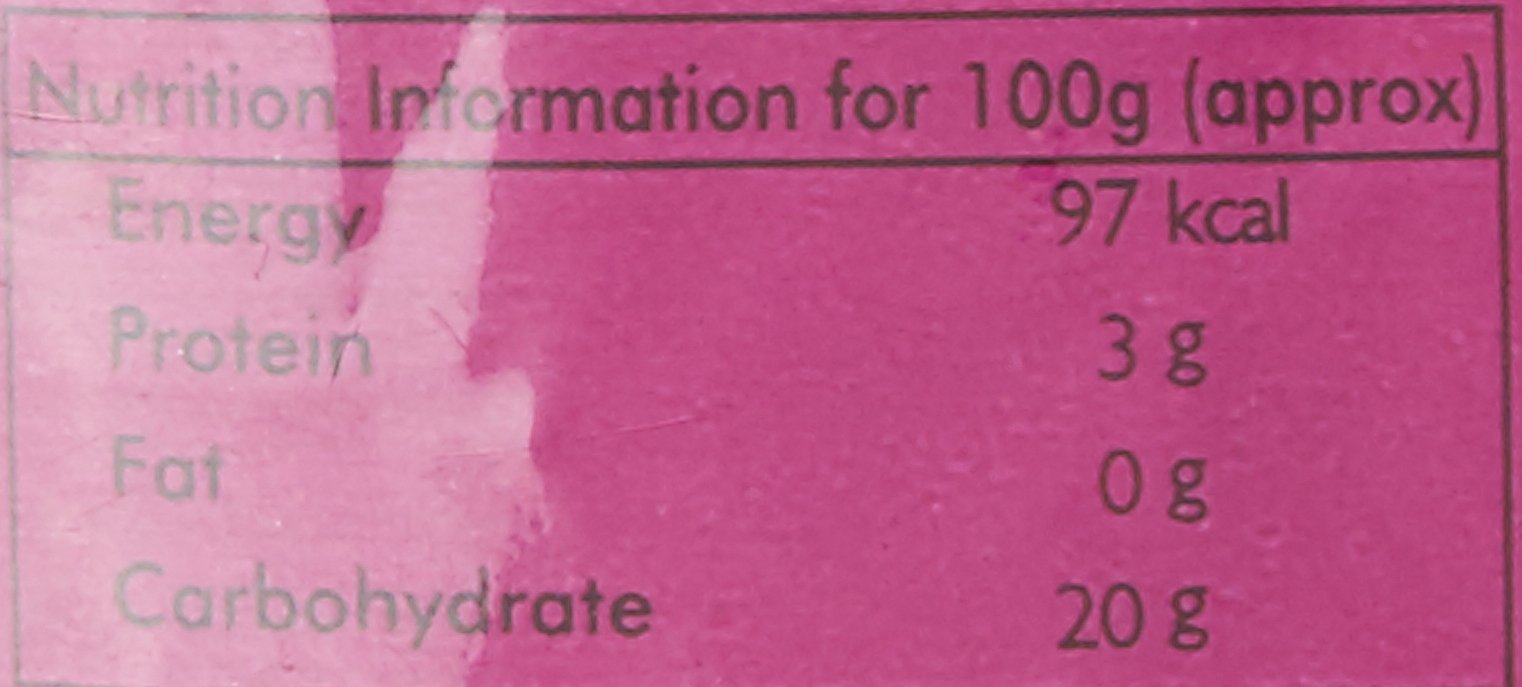 Nutrition Information for 100g (approx)
Energy 97 kcal
Protein 3 g
Fat 0 g
Carbohydrate 20 g